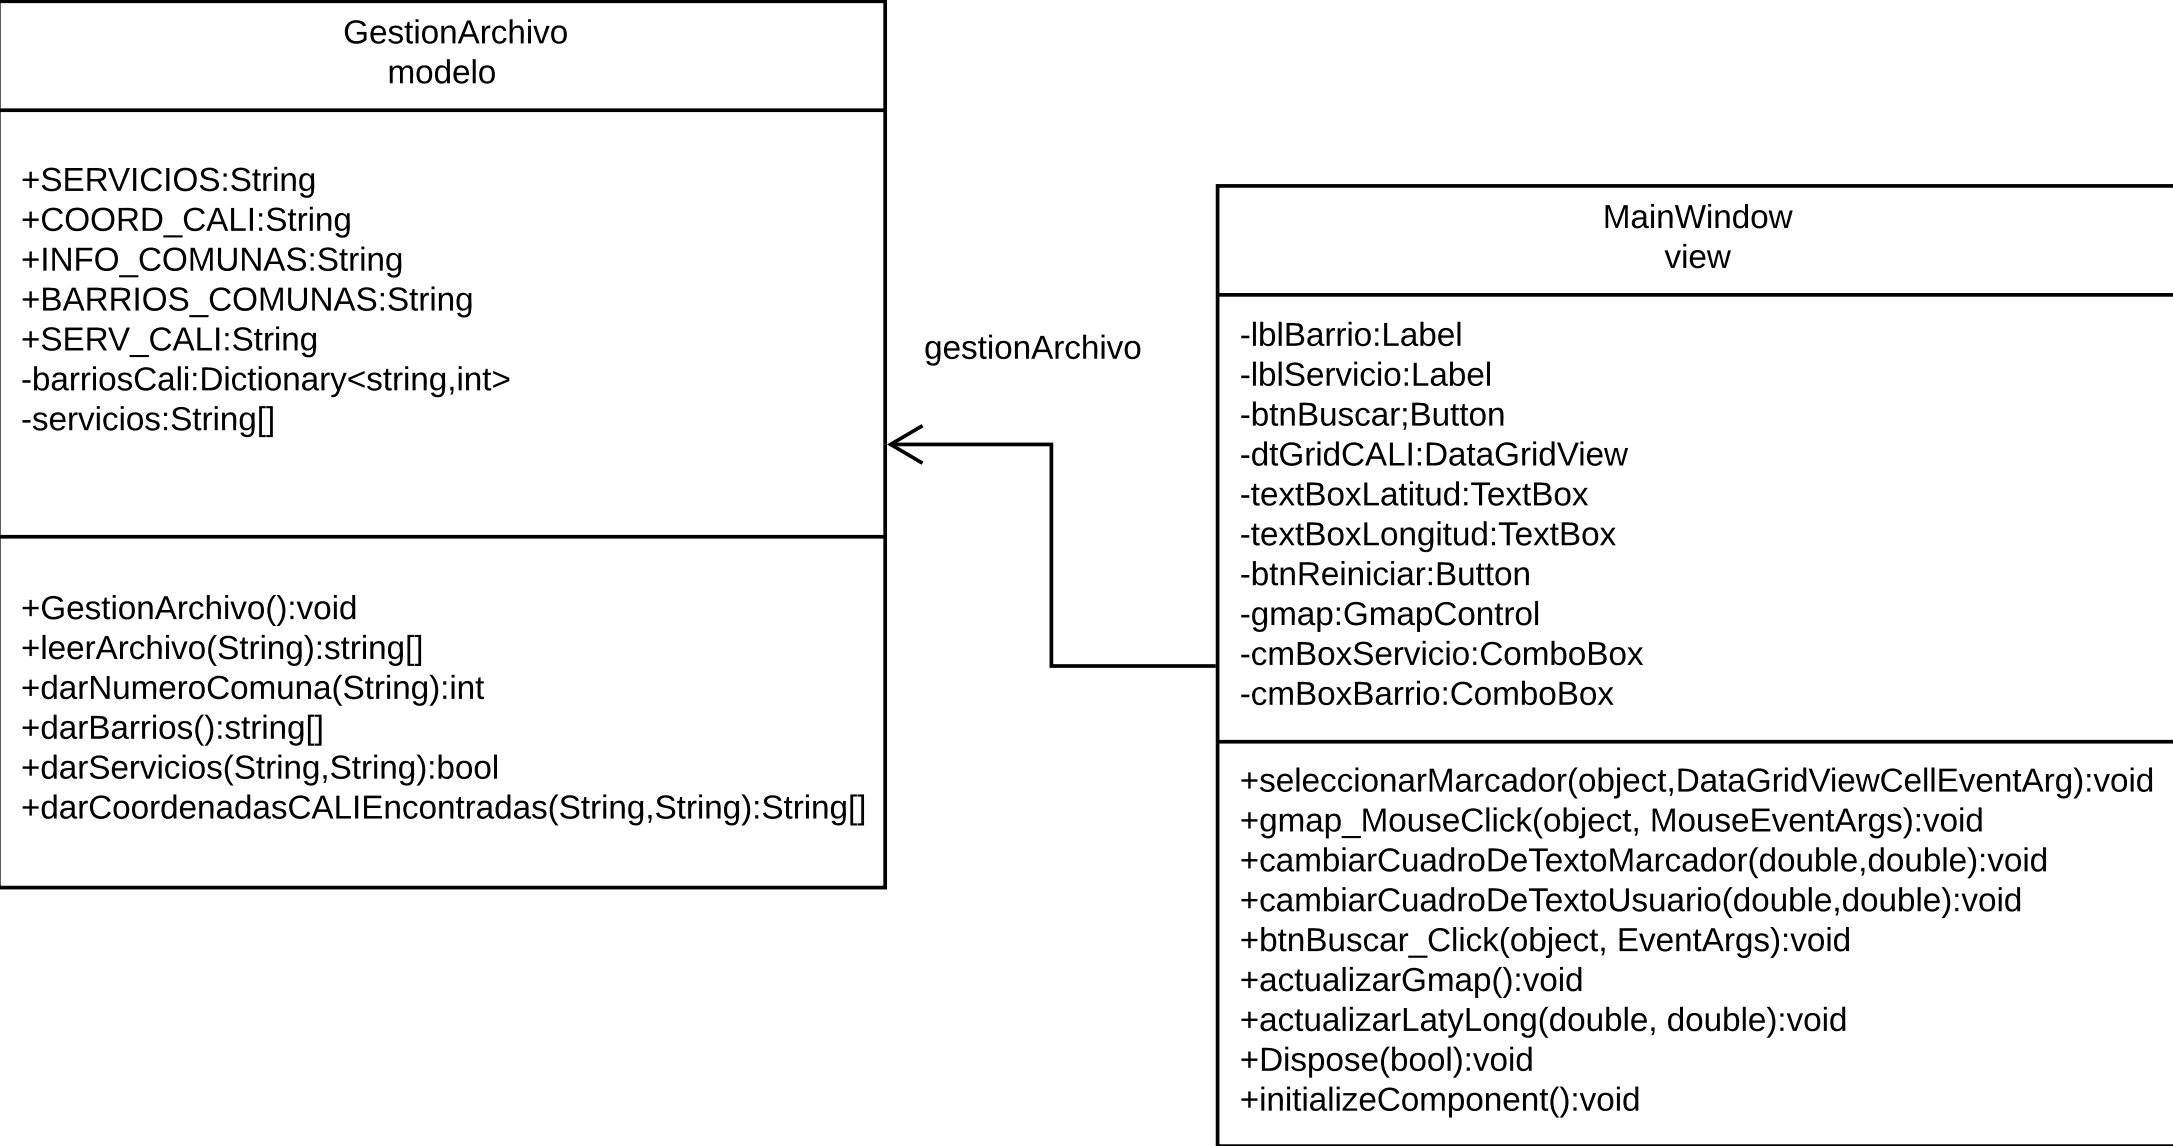 GestionArchivo
modelo
+SERVICIOS:String
+COORD_CALI:String
+INFO_COMUNAS:String
+BARRIOS_COMUNAS:String
+SERV_CALI:String
-barriosCali:Dictionary<string,int>
-servicios:String[]
+GestionArchivo():void
+leerArchivo(String):string[]
+darNumeroComuna(String):int
+darBarrios():string[]
+darServicios(String,String):bool
+darCoordenadasCALIEncontradas(String,String):String[]
gestionArchivo
MainWindow
view
-lblBarrio:Label
-lblServicio:Label
-btnBuscar;Button
-dtGridCALI:DataGridView
-textBoxLatitud:TextBox
-textBoxLongitud:TextBox
-btnReiniciar:Button
-gmap:GmapControl
-cmBoxServicio:ComboBox
-cmBoxBarrio:ComboBox
+seleccionarMarcador(object,DataGridViewCellEventArg):void
+gmap_MouseClick(object, MouseEventArgs):void
+cambiarCuadroDeTextoMarcador(double,double):void
+cambiarCuadroDeTextoUsuario(double,double):void
+btnBuscar_Click(object, EventArgs):void
+actualizarGmap():void
+actualizarLatyLong(double, double):void
+Dispose(bool):void
+initializeComponent():void